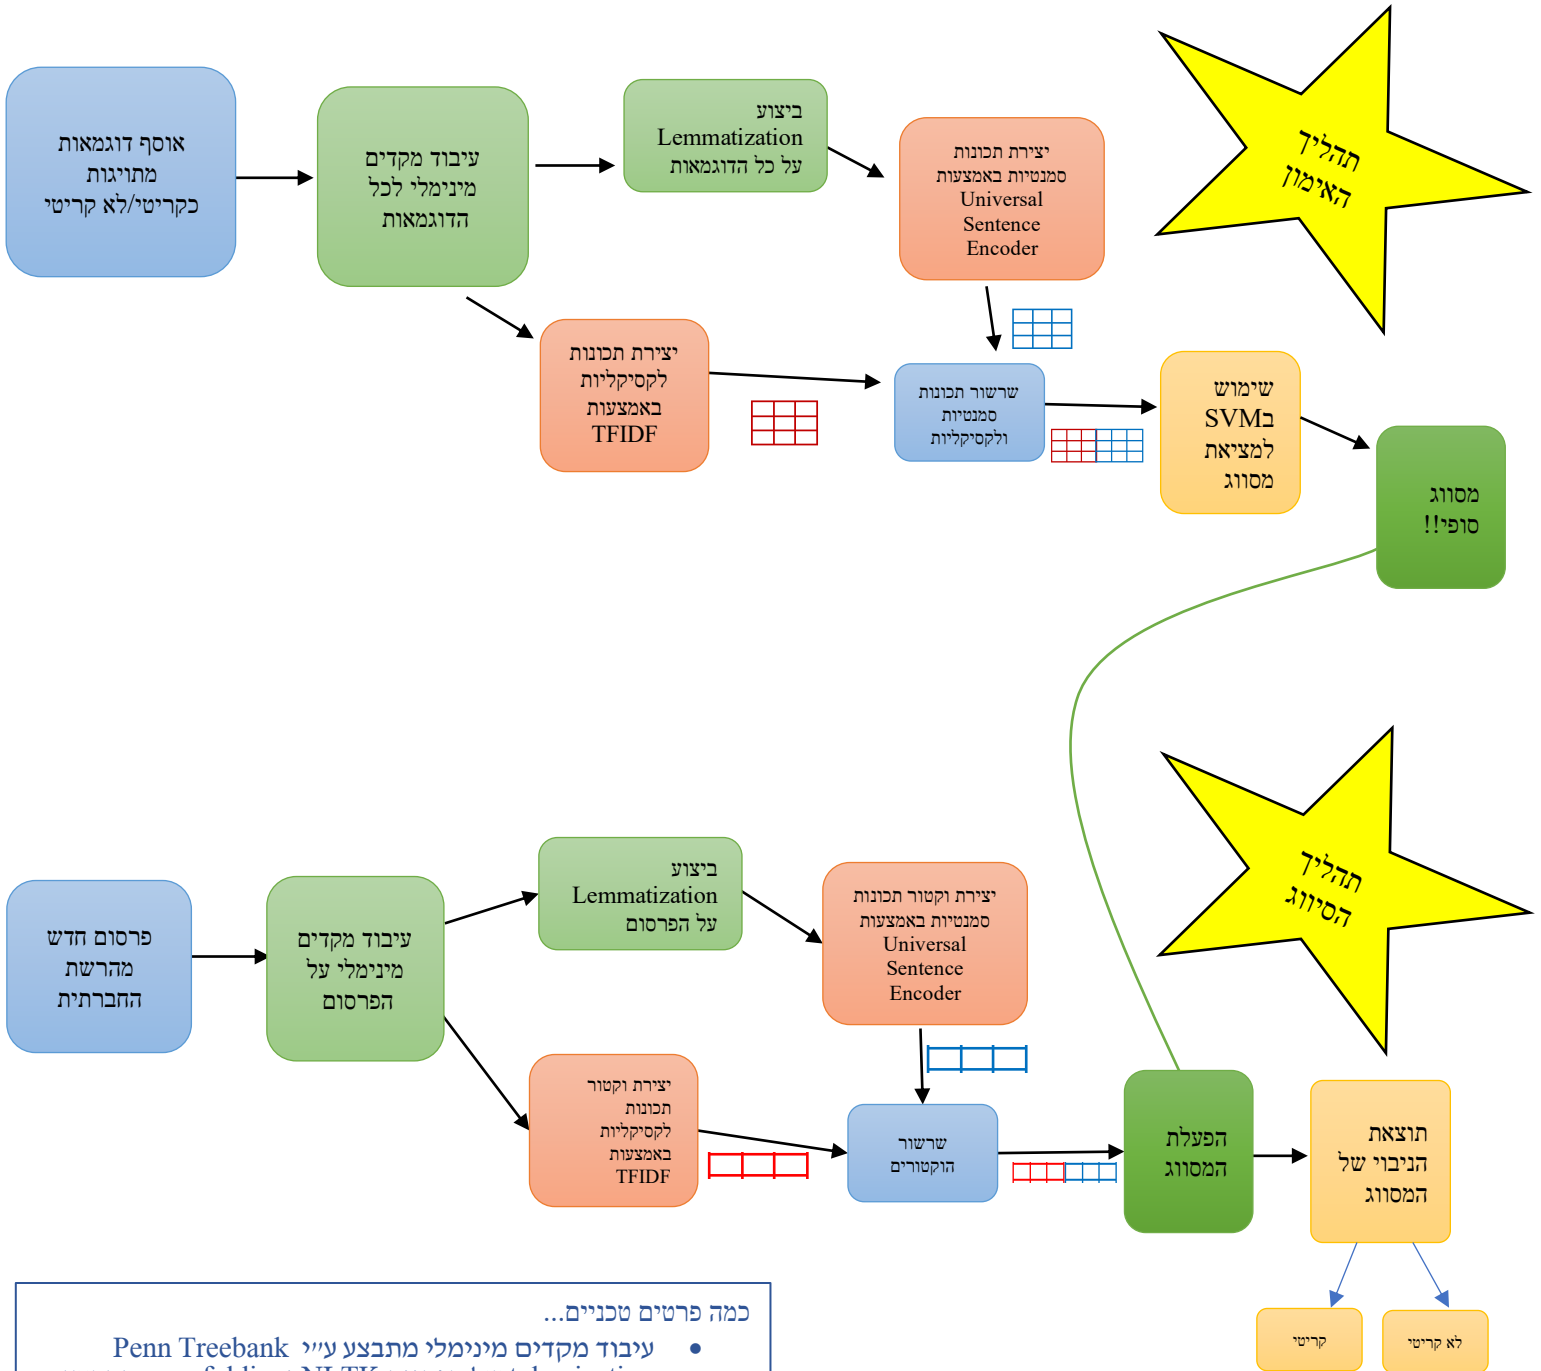 אוסף דוגמאות
מתויגות
כקריטי/לא קריטי
עיבוד מקדים
מינימלי לכל
הדוגמאות
ביצוע
Lemmatization
על כל הדוגמאות
יצירת תכונות
סמנטיות באמצעות
Universal
Sentence
Encoder
תהליך
האימון
יצירת תכונות
לקסיקליות
באמצעות
TFIDF
שרשור תכונות
סמנטיות
ולקסיקליות
שימוש
בSVM
למציאת
מסווג
מסווג
סופי!!
תהליך
הסיווג
פרסום חדש
מהרשת
החברתית
עיבוד מקדים
מינימלי על
הפרסום
ביצוע
Lemmatization
על הפרסום
יצירת וקטור תכונות
סמנטיות באמצעות
Universal
Sentence
Encoder
יצירת וקטור
תכונות
לקסיקליות
באמצעות
TFIDF
שרשור
הוקטורים
הפעלת
המסווג
תוצאת
הניבוי של
המסווג
קריטי
לא קריטי
כמה פרטים טכניים...
• עיבוד מקדים מינימלי מתבצע ע״י Penn Treebank